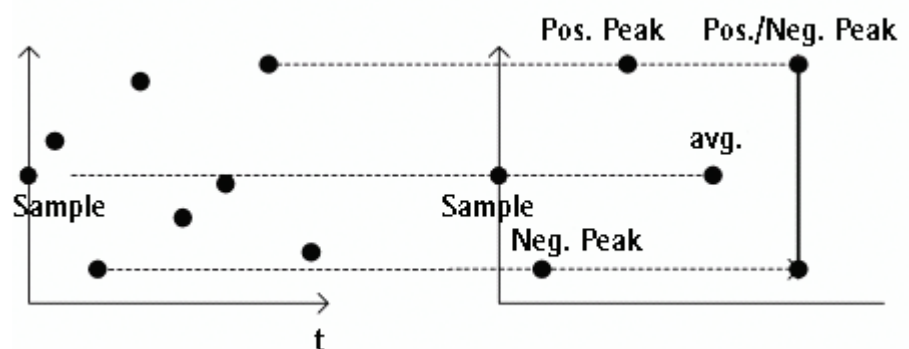 Pos. Peak Pos./Neg. Peak
avg.
Sample Sample
Neg. Peak
t